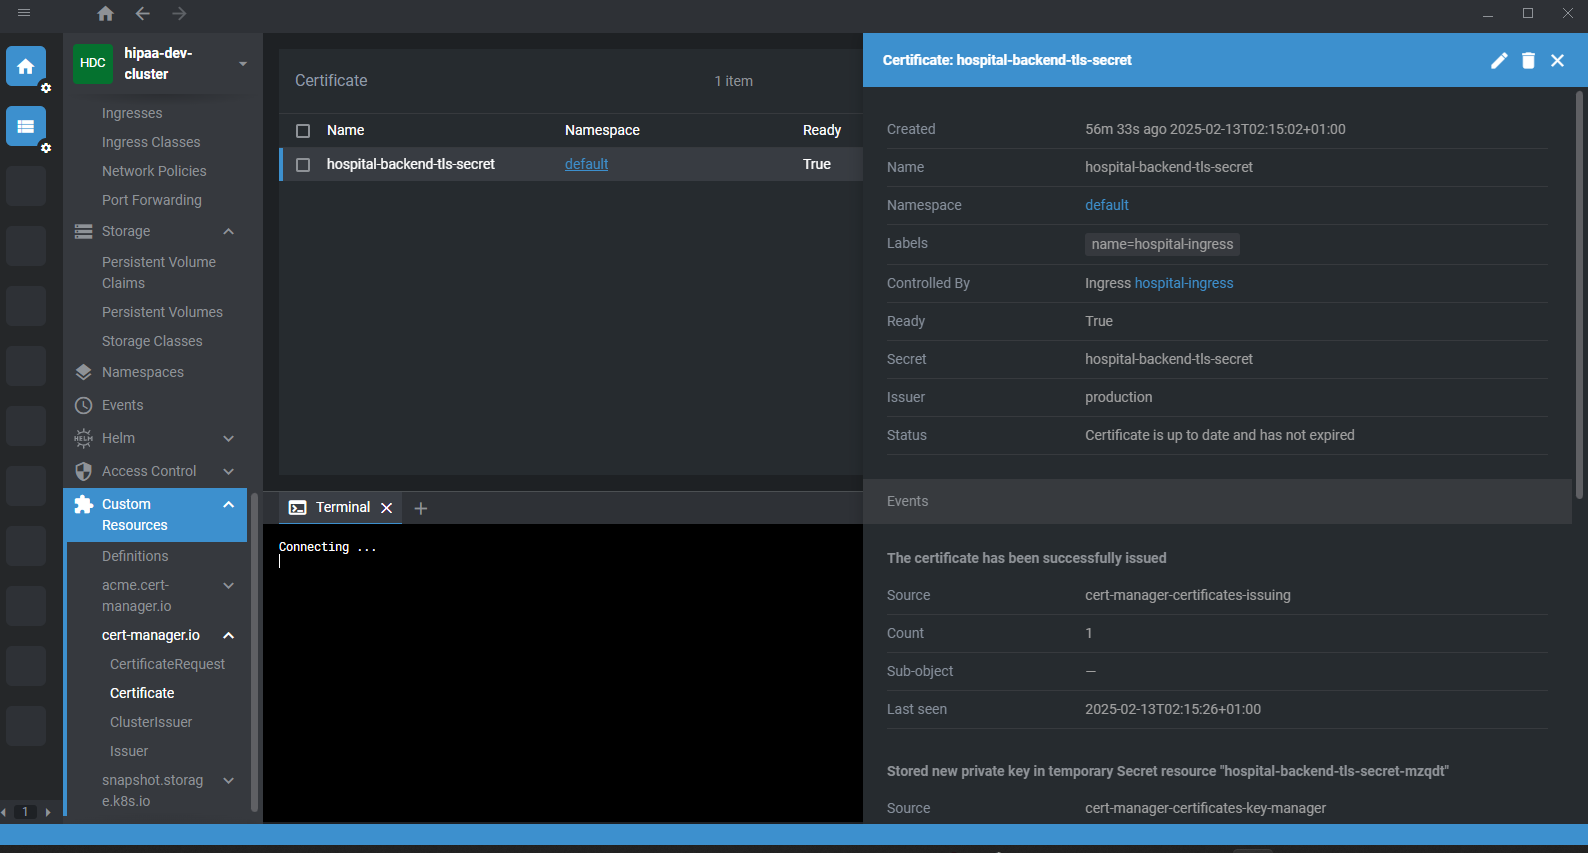 HDC
hipaa-dev-
cluster
Ingresses
Ingress Classes
Network Policies
Port Forwarding
Storage
Persistent Volume
Claims
Persistent Volumes
Storage Classes
Namespaces
Events
HELM
Helm
Access Control
Custom
Resources
Definitions
acme.cert-
manager.io
cert-manager.io
CertificateRequest
Certificate
ClusterIssuer
Issuer
snapshot.storag
e.k8s.io
1
Certificate
1 item
Name Namespace Ready
hospital-backend-tls-secret default True
Terminal
Connecting ...
Certificate: hospital-backend-tls-secret
Created 56m 33s ago 2025-02-13T02:15:02+01:00
Name hospital-backend-tls-secret
Namespace default
Labels name=hospital-ingress
Controlled By Ingress hospital-ingress
Ready True
Secret hospital-backend-tls-secret
Issuer production
Status Certificate is up to date and has not expired
Events
The certificate has been successfully issued
Source cert-manager-certificates-issuing
Count 1
Sub-object —
Last seen 2025-02-13T02:15:26+01:00
Stored new private key in temporary Secret resource "hospital-backend-tls-secret-mzqdt"
Source cert-manager-certificates-key-manager